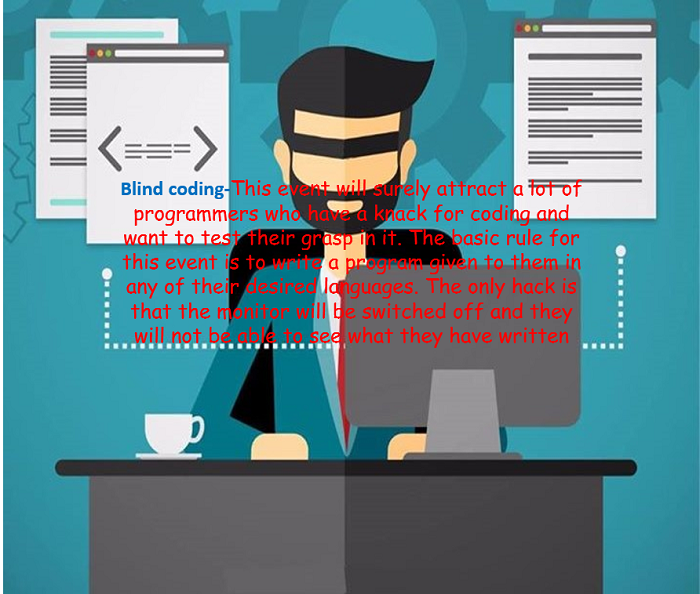 Blind coding-This event will surely attract a lot of
programmers who have a knack for coding and
want to test their grasp in it. The basic rule for
this event is to write a program given to them in
any of their desired languages. The only hack is
that the monitor will be switched off and they
will not be able to see what they have written